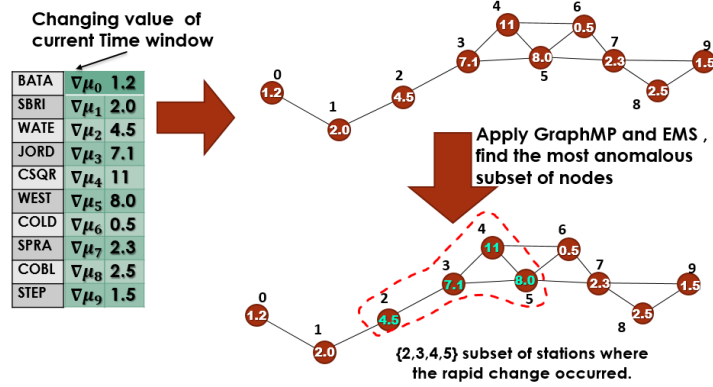 Changing value of
current Time window
BATA ∇μ₀ 1.2
SBRI ∇μ₁ 2.0
WATE ∇μ₂ 4.5
JORD ∇μ₃ 7.1
CSQR ∇μ₄ 11
WEST ∇μ₅ 8.0
COLD ∇μ₆ 0.5
SPRA ∇μ₇ 2.3
COBL ∇μ₈ 2.5
STEP ∇μ₉ 1.5
4 6
11 0.5
3 7 9
7.1 8.0 2.3 1.5
2 5
0 4.5 2.5
1.2 8
1
2.0
Apply GraphMP and EMS ,
find the most anomalous
subset of nodes
4 6
11 0.5
3 7 9
7.1 8.0 2.3 1.5
2 5
0 4.5 2.5
1.2 8
1
2.0
{2,3,4,5} subset of stations where
the rapid change occurred.